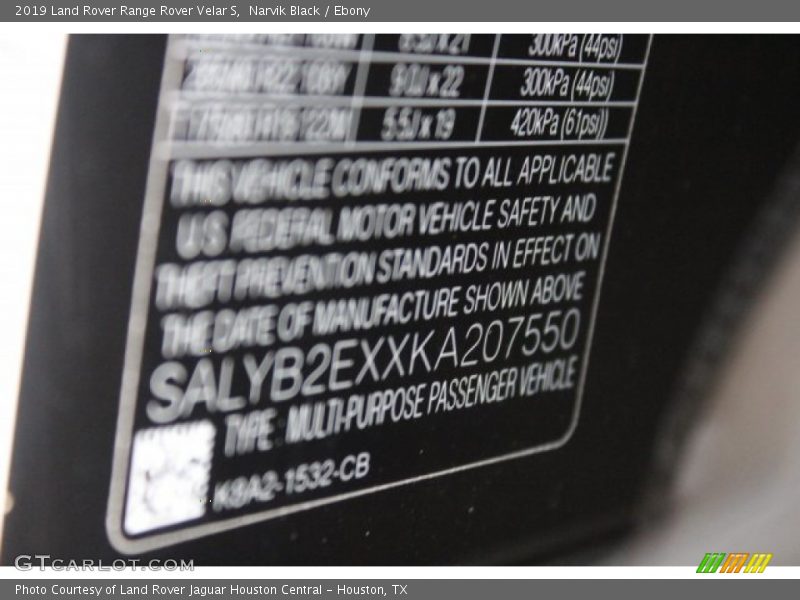 2019 Land Rover Range Rover Velar S,  Narvik Black / Ebony
300kPa (44psi)
9.0J x 22 300kPa (44psi)
5.5J x 19 420kPa (61psi)
THIS VEHICLE CONFORMS TO ALL APPLICABLE
U S FEDERAL MOTOR VEHICLE SAFETY AND
THEFT PREVENTION STANDARDS IN EFFECT ON
THE DATE OF MANUFACTURE SHOWN ABOVE
SALYB2EXXKA207550
TYPE : MULTI-PURPOSE PASSENGER VEHICLE
K8A2-1532-CB
GTCARLOT.COM
Photo Courtesy of Land Rover Jaguar Houston Central - Houston, TX